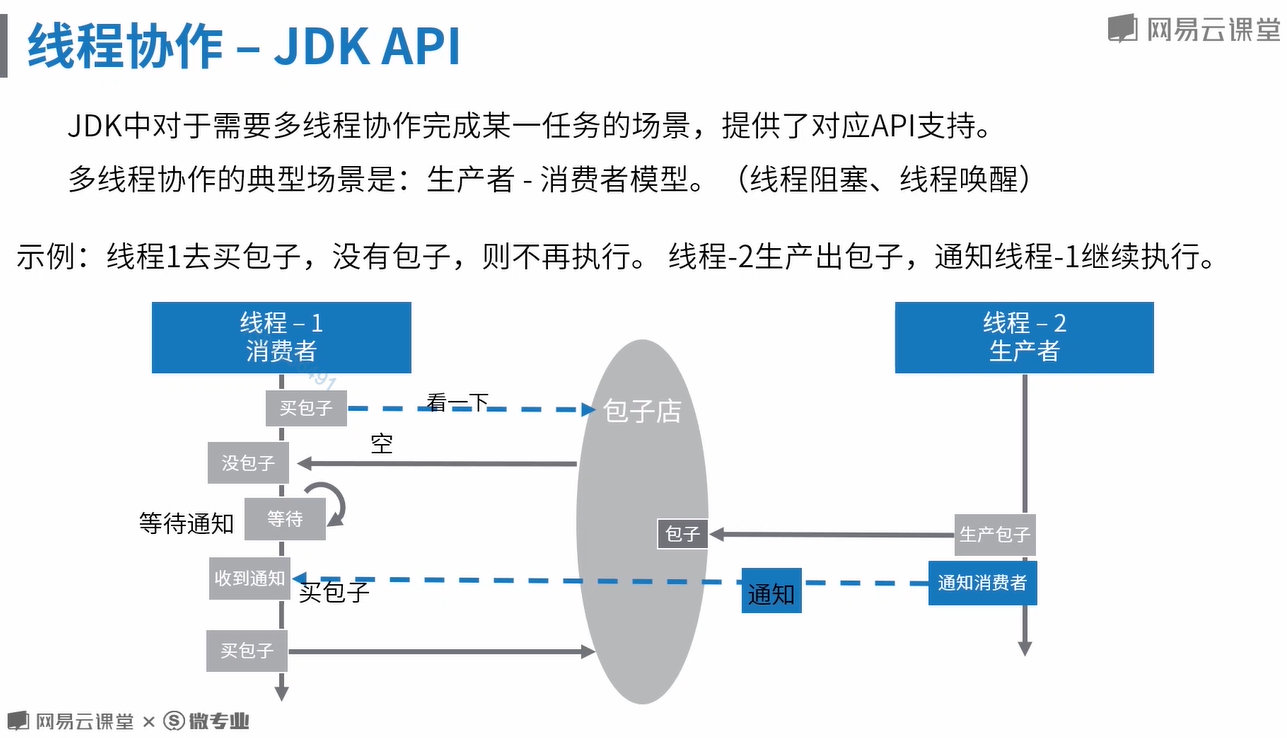 线程协作 – JDK API
网易云课堂
JDK中对于需要多线程协作完成某一任务的场景，提供了对应API支持。
多线程协作的典型场景是：生产者 - 消费者模型。（线程阻塞、线程唤醒）
示例：线程1去买包子，没有包子，则不再执行。 线程-2生产出包子，通知线程-1继续执行。
线程 – 1
消费者
线程 – 2
生产者
491
买包子
看一下
包子店
空
没包子
等待通知
等待
包子
生产包子
收到通知
买包子
通知
通知消费者
买包子
网易云课堂 × 微专业